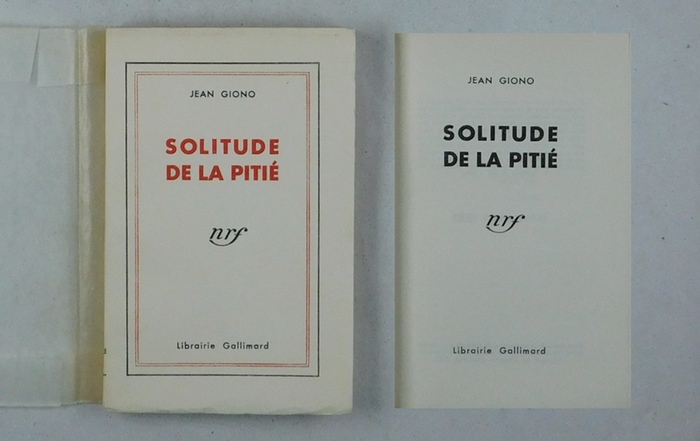 JEAN GIONO
SOLITUDE
DE LA PITIÉ
nrf
Librairie Gallimard
JEAN GIONO
SOLITUDE
DE LA PITIÉ
nrf
Librairie Gallimard